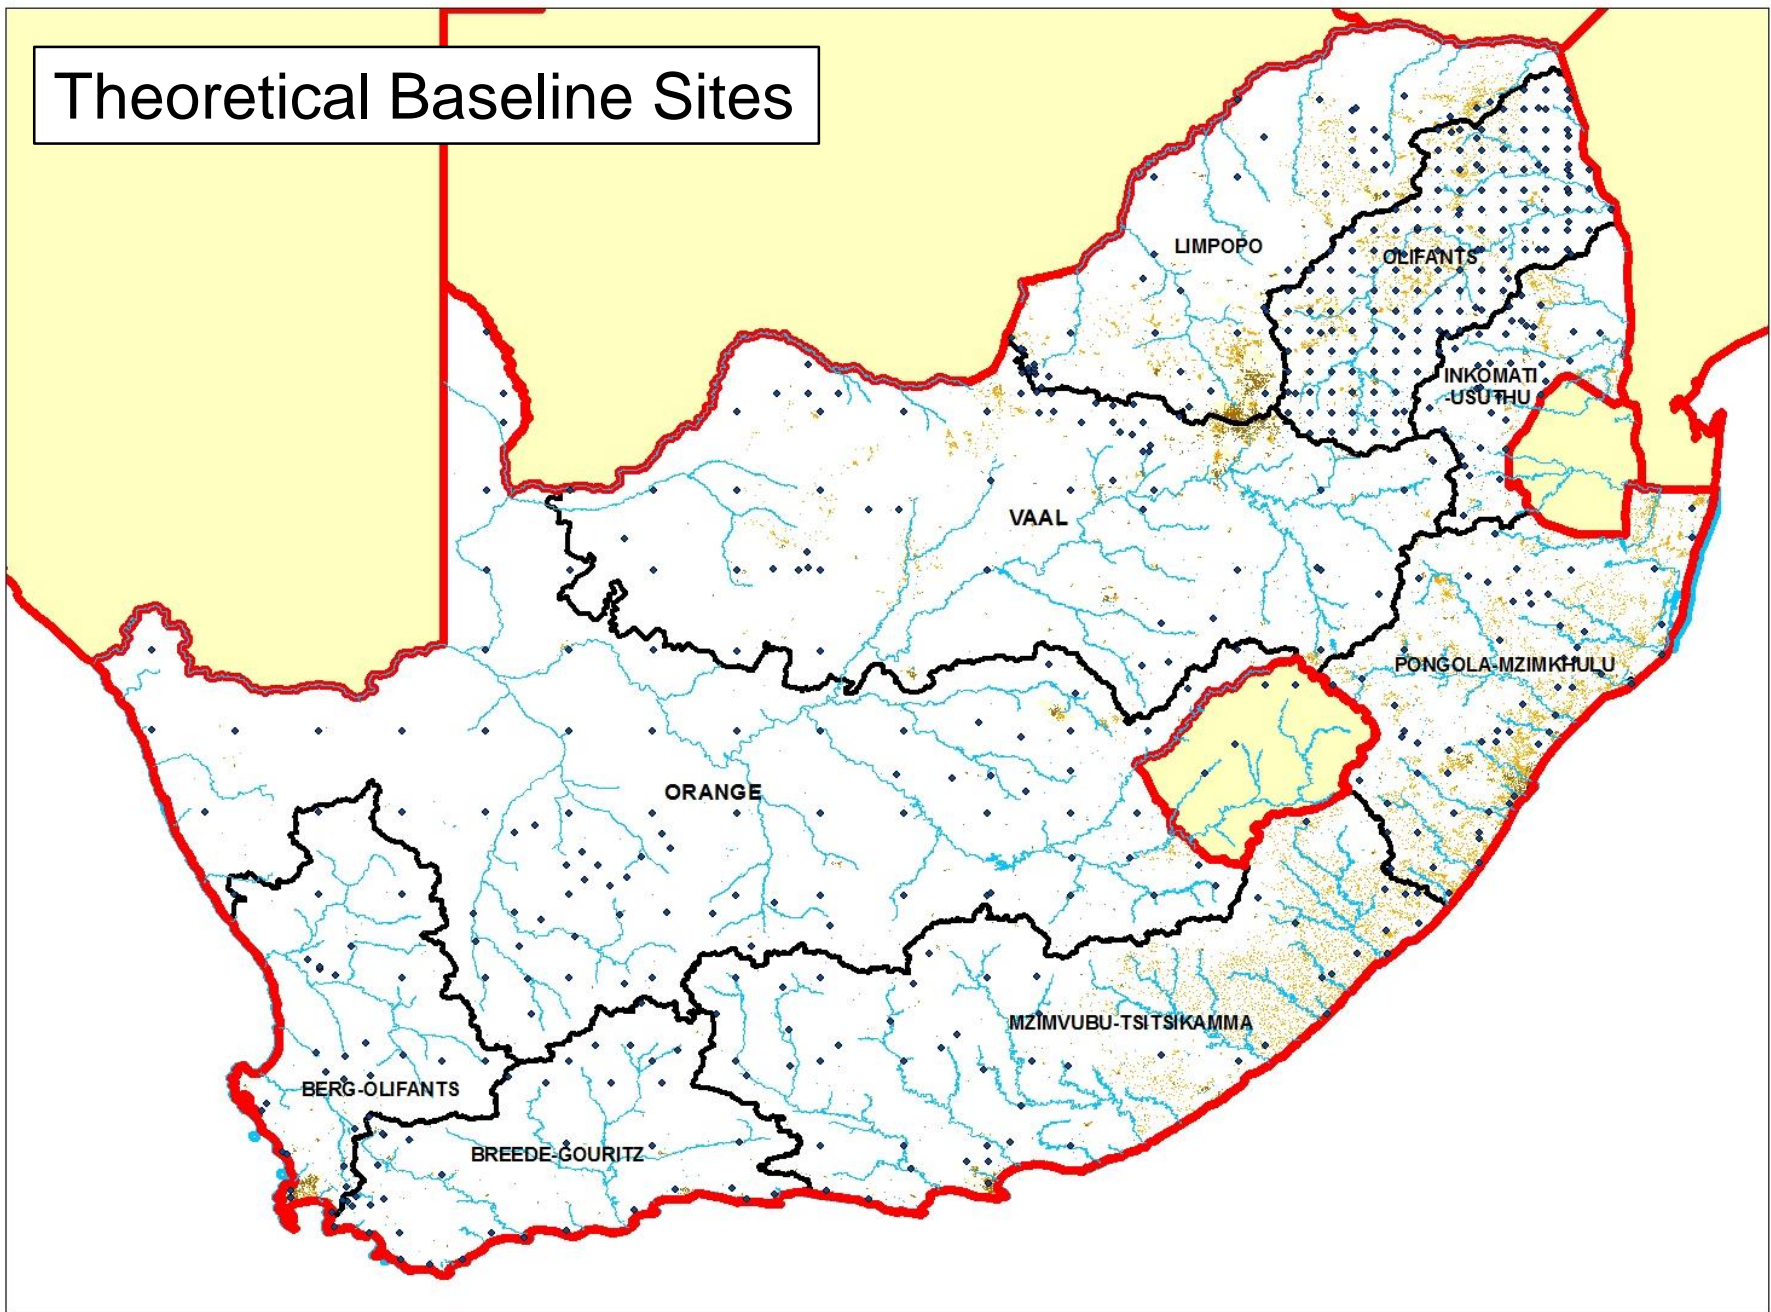 Theoretical Baseline Sites
LIMPOPO
OLIFANTS
INKOMATI
-USUTHU
VAAL
PONGOLA-MZIMKHULU
ORANGE
MZIMVUBU-TSITSIKAMMA
BERG-OLIFANTS
BREEDE-GOURITZ